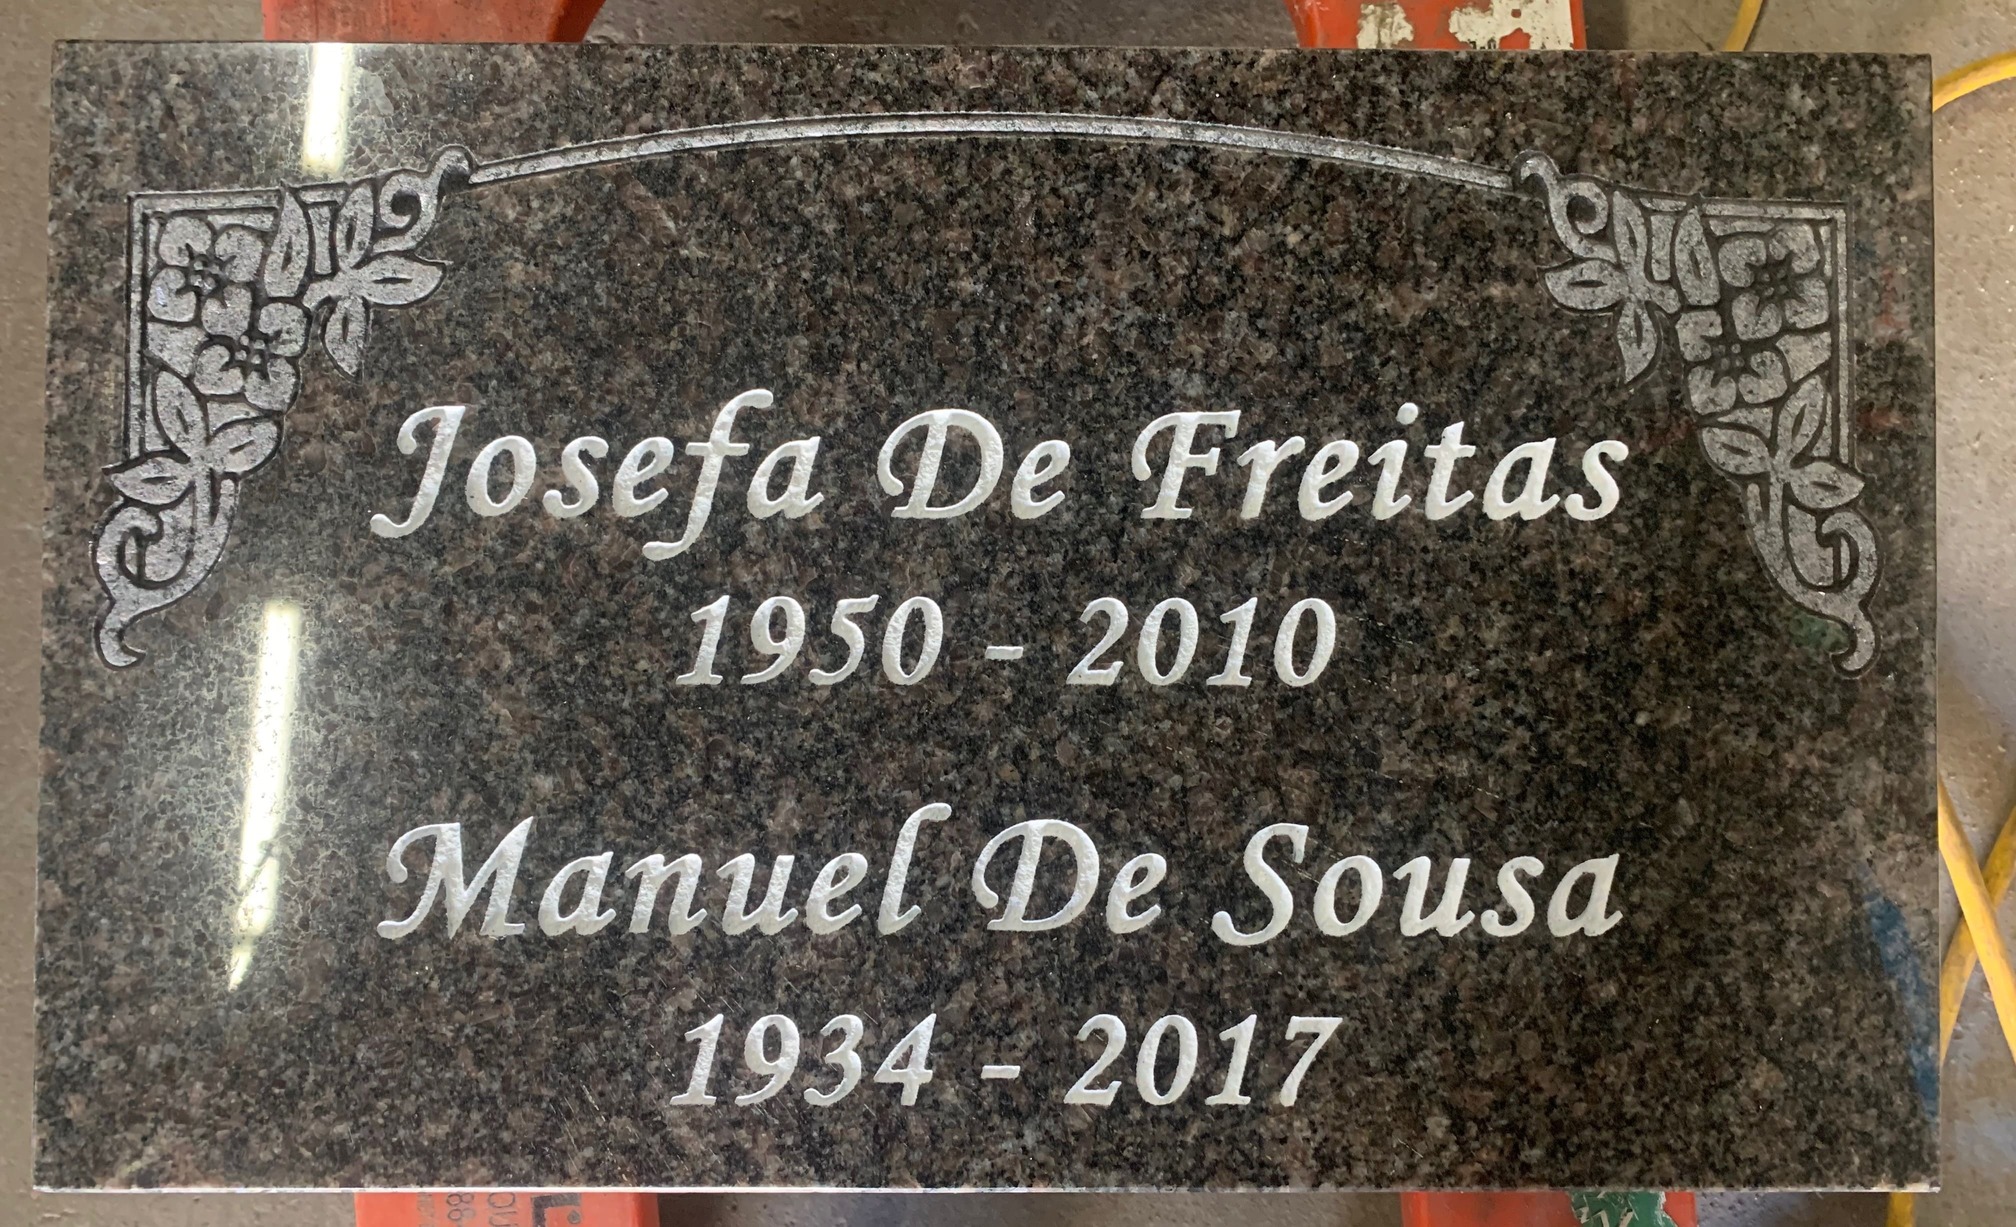 Josefa De Freitas
1950 - 2010
Manuel De Sousa
1934 - 2017